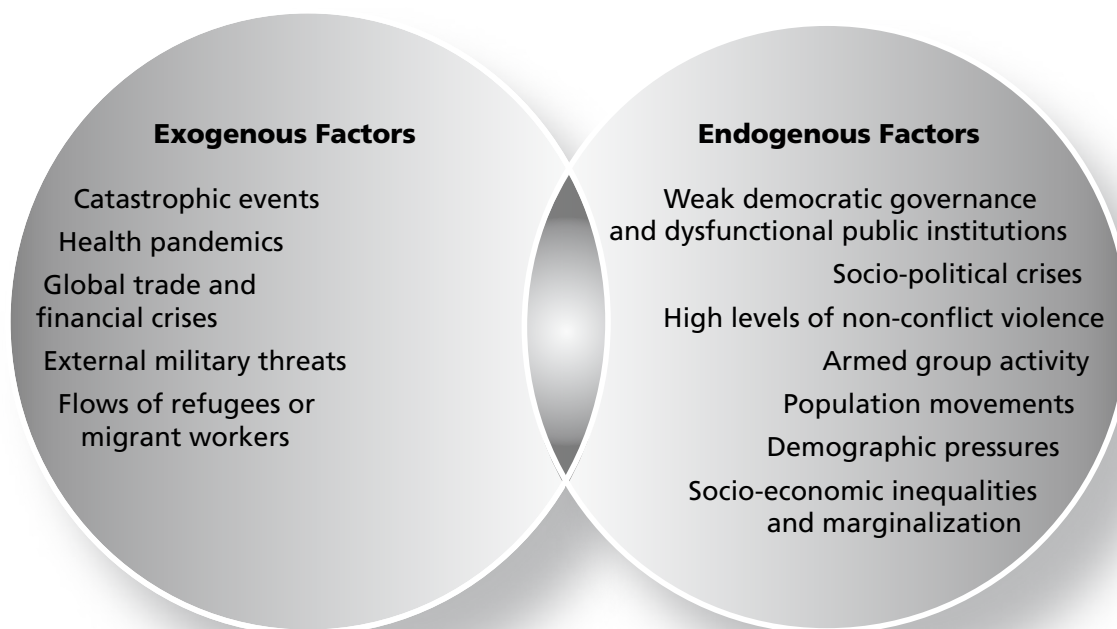 Exogenous Factors
Catastrophic events
Health pandemics
Global trade and
financial crises
External military threats
Flows of refugees or
migrant workers
Endogenous Factors
Weak democratic governance
and dysfunctional public institutions
Socio-political crises
High levels of non-conflict violence
Armed group activity
Population movements
Demographic pressures
Socio-economic inequalities
and marginalization